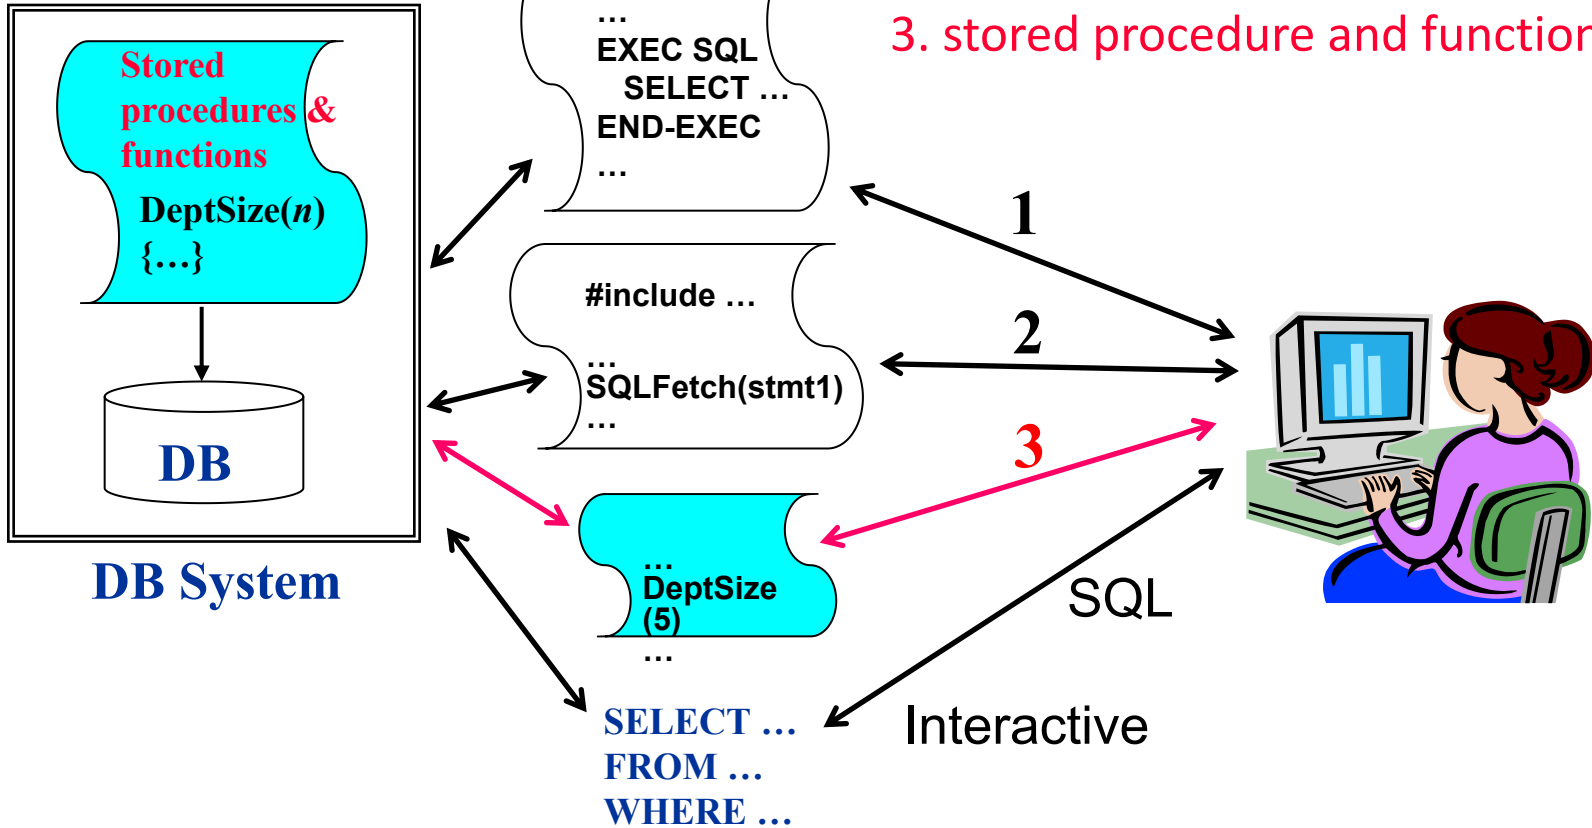 3. stored procedure and function
Stored
procedures &
functions
DeptSize(n)
{…}
DB
DB System
…
EXEC SQL
SELECT …
END-EXEC
…
#include …
…
SQLFetch(stmt1)
…
…
DeptSize
(5)
…
SELECT …
FROM …
WHERE …
1
2
3
SQL
Interactive